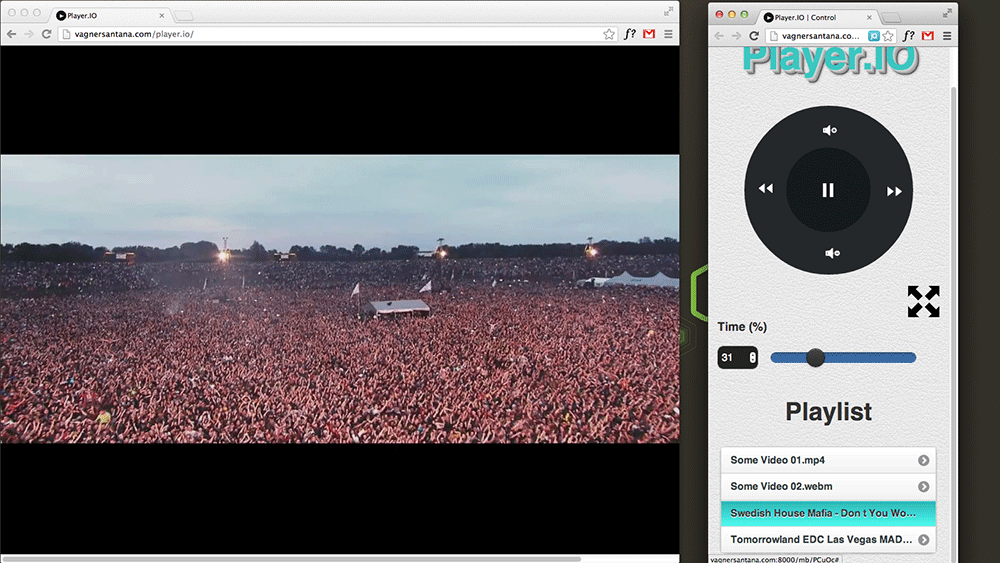 Player.IO
vagnersantana.com/player.io/
f?
Player.IO | Control
vagnersantana.co...
f?
Player.IO
Time (%)
31
Playlist
Some Video 01.mp4
Some Video 02.webm
Swedish House Mafia - Don t You Wo...
Tomorrowland EDC Las Vegas MAD...
vagnersantana.com:8000/mb/PCuOc#